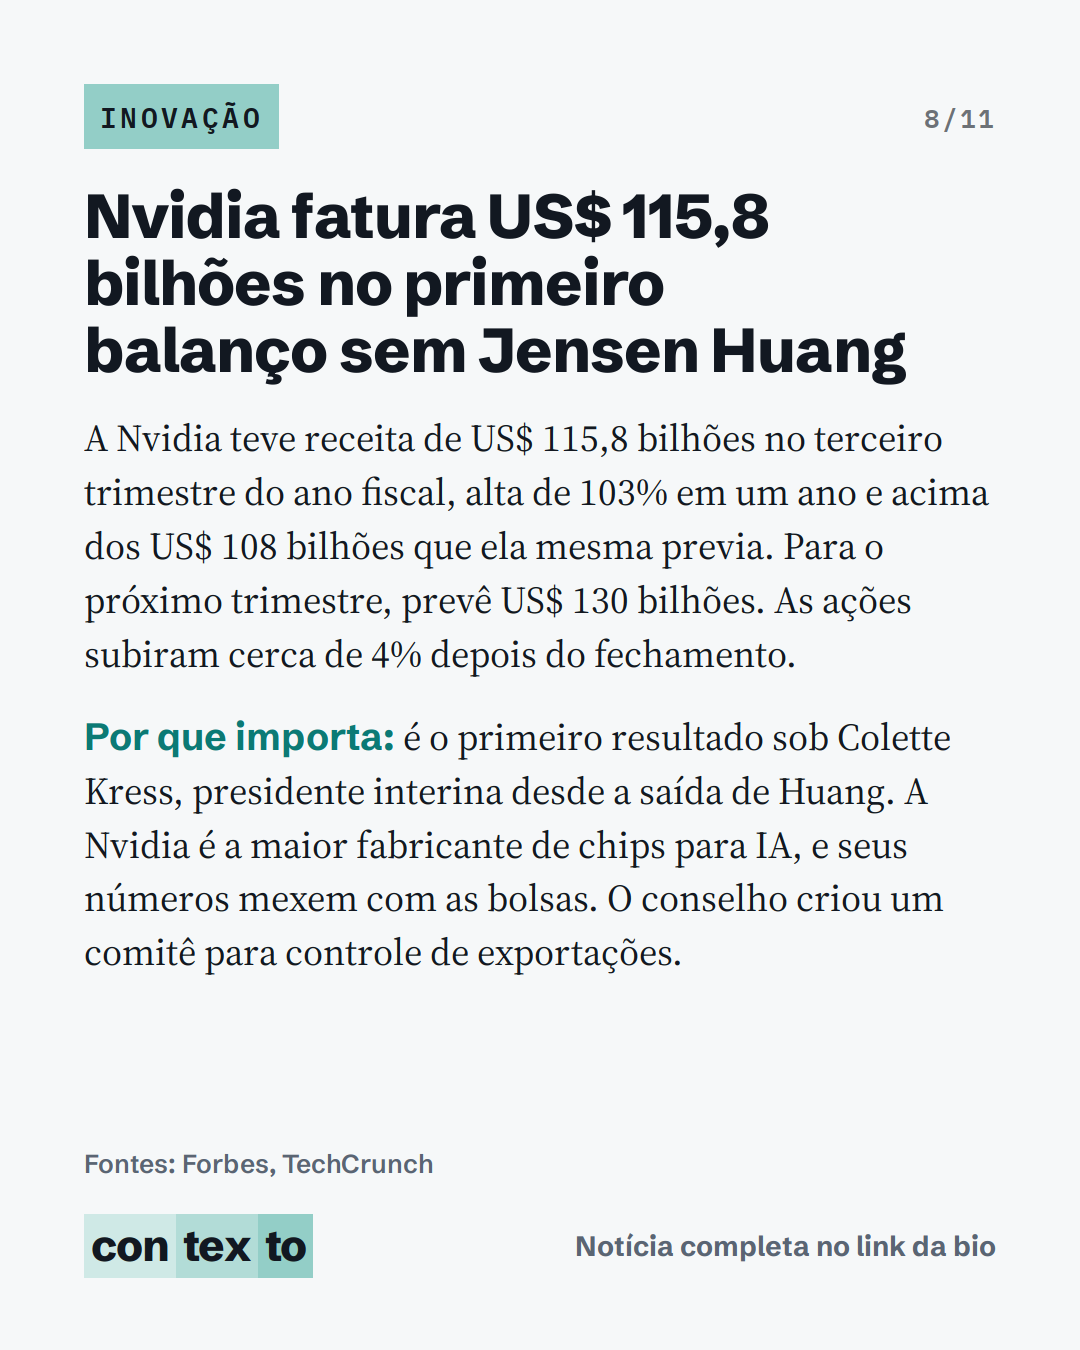 INOVAÇÃO
8/11
Nvidia fatura US$ 115,8
bilhões no primeiro
balanço sem Jensen Huang
A Nvidia teve receita de US$ 115,8 bilhões no terceiro
trimestre do ano fiscal, alta de 103% em um ano e acima
dos US$ 108 bilhões que ela mesma previa. Para o
próximo trimestre, prevê US$ 130 bilhões. As ações
subiram cerca de 4% depois do fechamento.
Por que importa: é o primeiro resultado sob Colette
Kress, presidente interina desde a saída de Huang. A
Nvidia é a maior fabricante de chips para IA, e seus
números mexem com as bolsas. O conselho criou um
comitê para controle de exportações.
Fontes: Forbes, TechCrunch
contexto
Notícia completa no link da bio